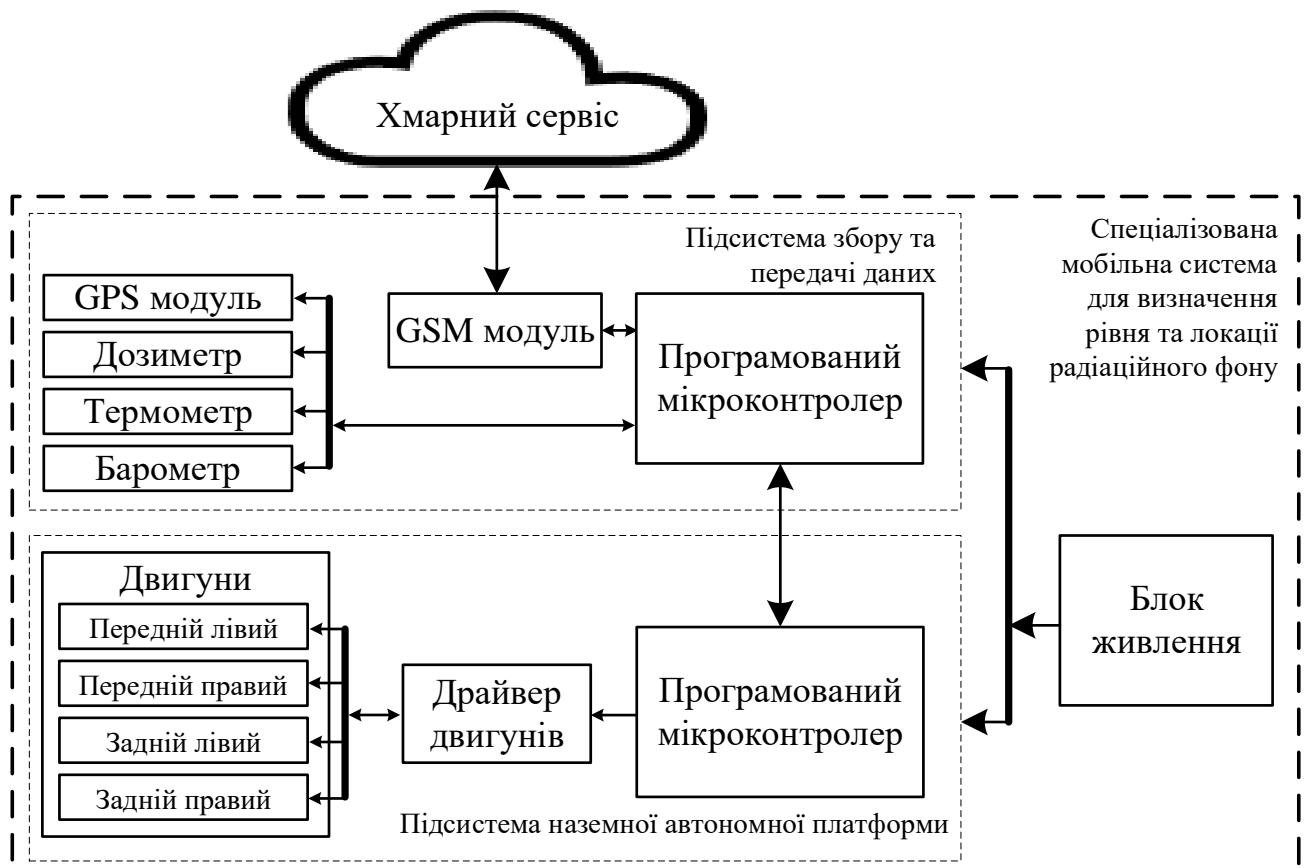 Хмарний сервіс
Підсистема збору та
передачі даних
Спеціалізована
мобільна система
для визначення
рівня та локації
радіаційного фону
GPS модуль
Дозиметр
Термометр
Барометр
GSM модуль
Програмований
мікроконтролер
Двигуни
Передній лівий
Передній правий
Задній лівий
Задній правий
Драйвер
двигунів
Програмований
мікроконтролер
Блок
живлення
Підсистема наземної автономної платформи